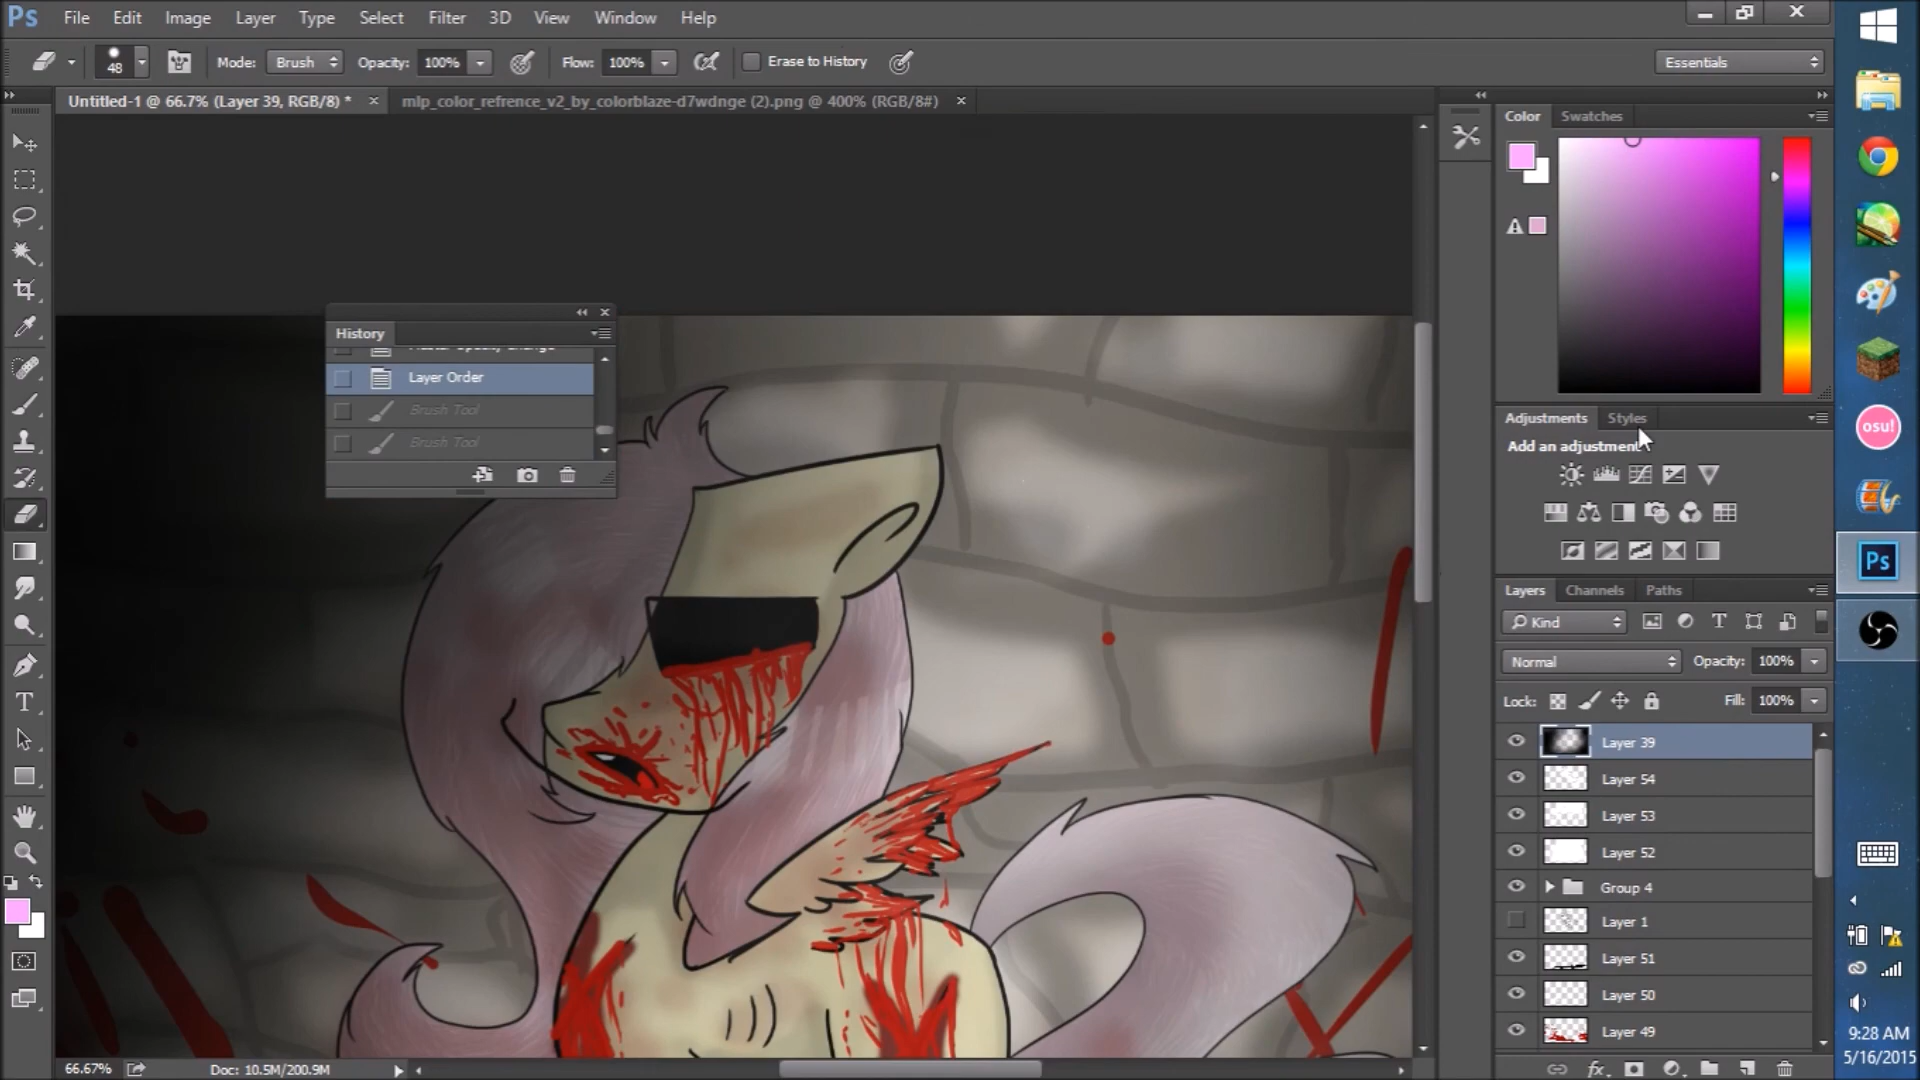 Ps File Edit Image Layer Type Select Filter 3D View Window Help
48 Mode: Brush Opacity: 100% Flow: 100% Erase to History Essentials
Untitled-1 @ 66.7% (Layer 39, RGB/8) * mlp_color_refrence_v2_by_colorblaze-d7wdnge (2).png @ 400% (RGB/8#)
Color Swatches
History
Master Opacity Change
Layer Order
Brush Tool
Brush Tool
Adjustments Styles
Add an adjustment
osu!
Ps
Layers Channels Paths
Kind
Normal Opacity: 100%
Lock: Fill: 100%
Layer 39
Layer 54
Layer 53
Layer 52
Group 4
Layer 1
Layer 51
Layer 50
Layer 49
fx
66.67% Doc: 10.5M/200.9M
9:28 AM
5/16/2015